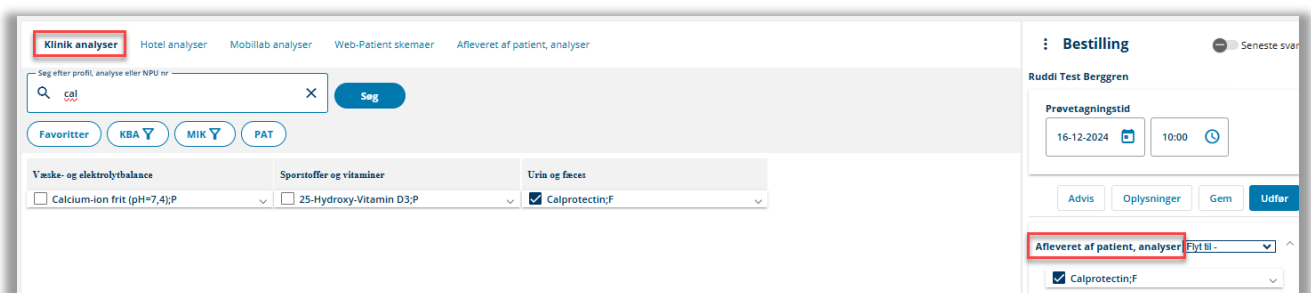 Klinik analyser Hotel analyser Mobillab analyser Web-Patient skemaer Afleveret af patient, analyser
Søg efter profil, analyse eller NPU nr
cal Søg
Favoritter KBA MIK PAT
Væske- og elektrolytbalance Sporstoffer og vitaminer Urin og fæces
Calcium-ion frit (pH=7,4);P 25-Hydroxy-Vitamin D3;P Calprotectin;F
Bestilling Seneste svar
Ruddi Test Berggren
Prøvetagningstid
16-12-2024 10:00
Advis Oplysninger Gem Udfør
Afleveret af patient, analyser Flyt til -
Calprotectin;F